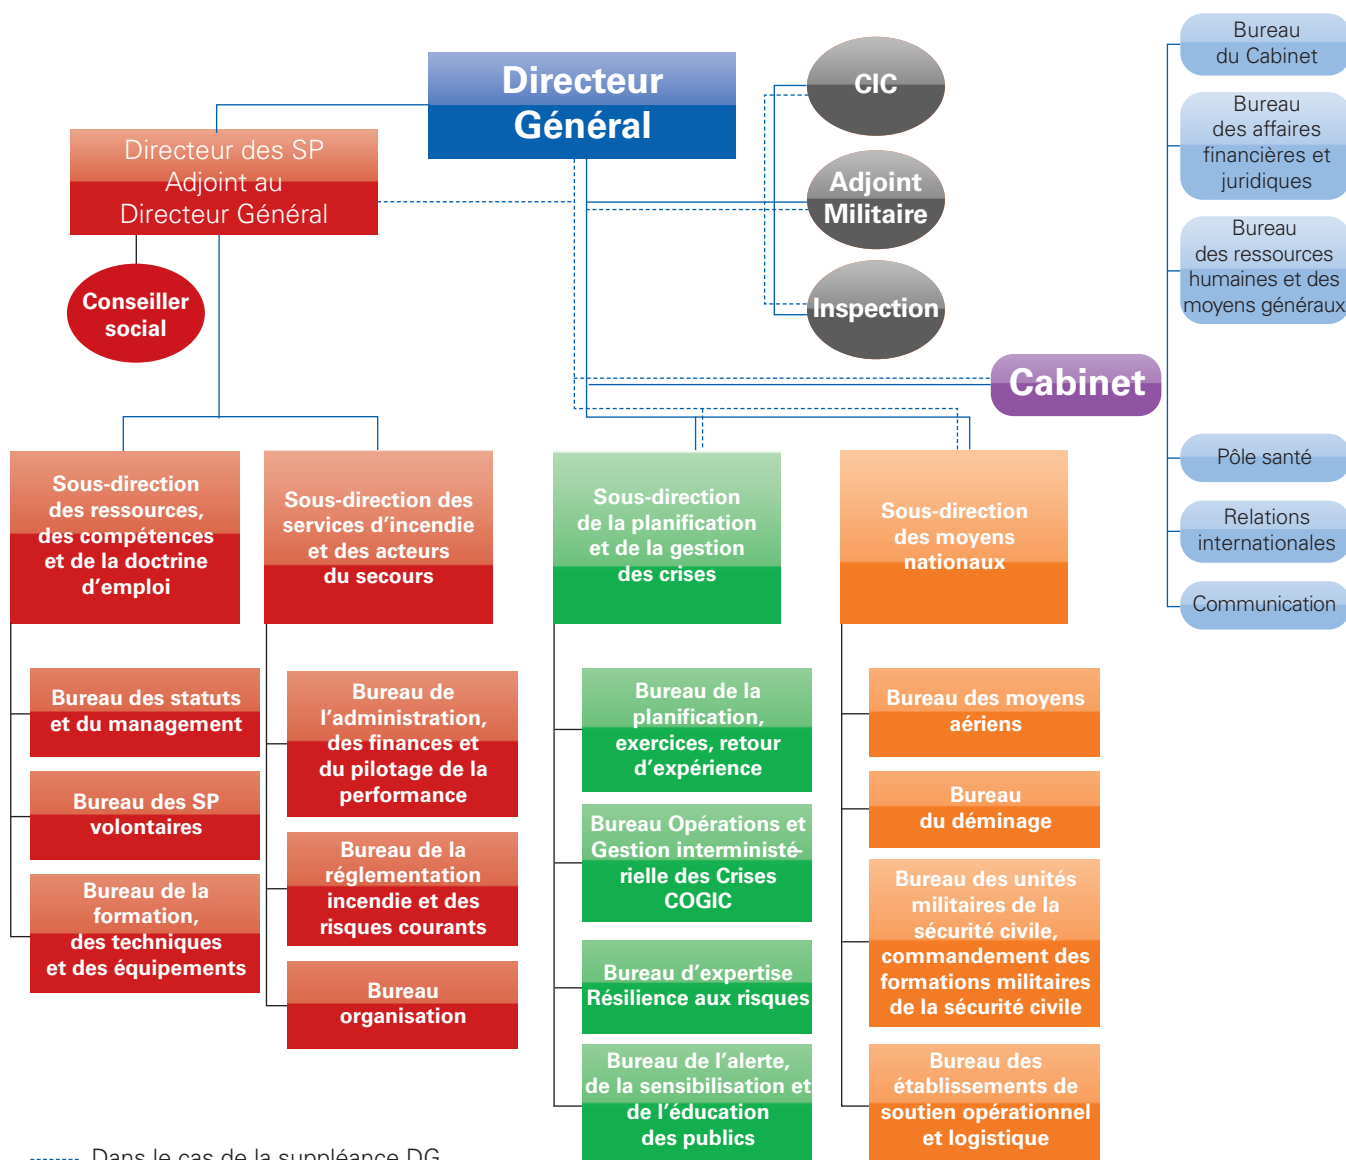 Directeur
Général
Directeur des SP
Adjoint au
Directeur Général
Conseiller
social
CIC
Adjoint
Militaire
Inspection
Cabinet
Bureau
du Cabinet
Bureau
des affaires
financières et
juridiques
Bureau
des ressources
humaines et des
moyens généraux
Pôle santé
Relations
internationales
Communication
Sous-direction
des ressources,
des compétences
et de la doctrine
d'emploi
Bureau des statuts
et du management
Bureau des SP
volontaires
Bureau de la
formation,
des techniques
et des équipements
Sous-direction des
services d'incendie
et des acteurs
du secours
Bureau de
l'administration,
des finances et
du pilotage de la
performance
Bureau de la
réglementation
incendie et des
risques courants
Bureau
organisation
Sous-direction
de la planification
et de la gestion
des crises
Bureau de la
planification,
exercices, retour
d'expérience
Bureau Opérations et
Gestion interministé-
rielle des Crises
COGIC
Bureau d'expertise
Résilience aux risques
Bureau de l'alerte,
de la sensibilisation et
de l'éducation
des publics
Sous-direction
des moyens
nationaux
Bureau des moyens
aériens
Bureau
du déminage
Bureau des unités
militaires de la
sécurité civile,
commandement des
formations militaires
de la sécurité civile
Bureau des
établissements de
soutien opérationnel
et logistique
Dans le cas de la suppléance DG